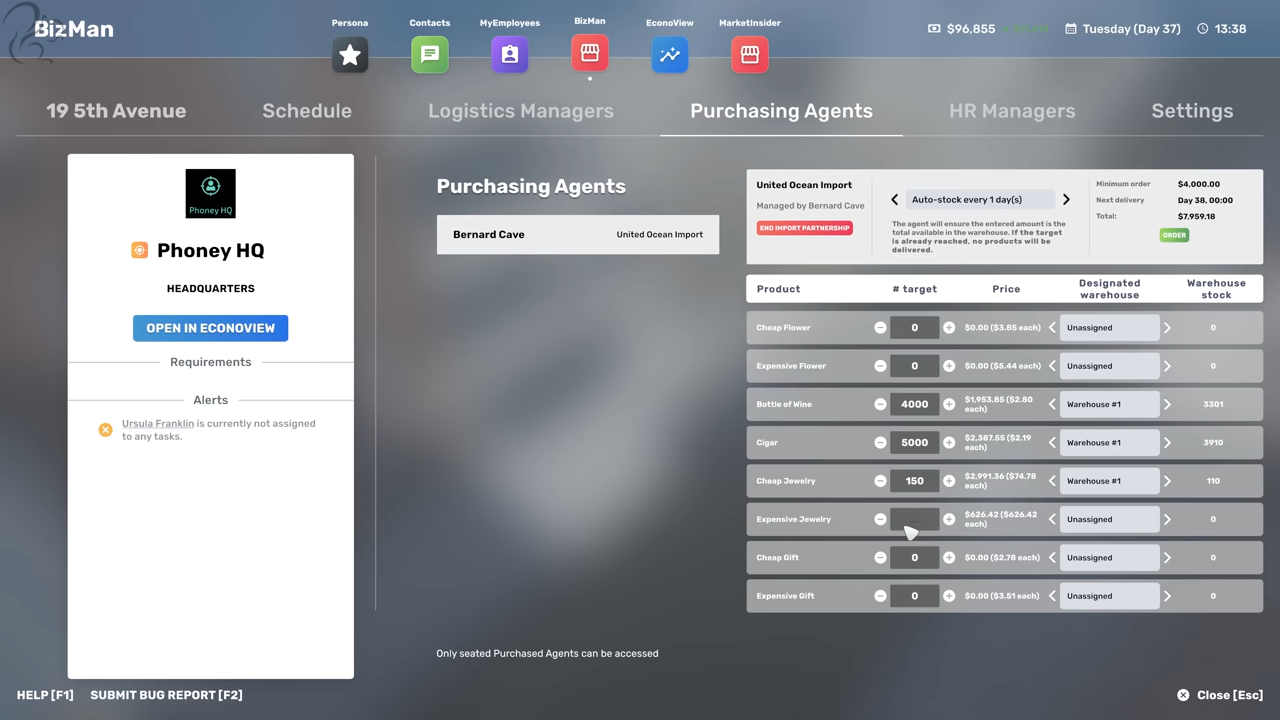 BizMan
Persona
Contacts
MyEmployees
BizMan
EconoView
MarketInsider
$96,855
Tuesday (Day 37)
13:38
19 5th Avenue
Schedule
Logistics Managers
Purchasing Agents
HR Managers
Settings
Phoney HQ
Phoney HQ
HEADQUARTERS
OPEN IN ECONOVIEW
Requirements
Alerts
Ursula Franklin is currently not assigned
to any tasks.
Purchasing Agents
Bernard Cave United Ocean Import
Only seated Purchased Agents can be accessed
United Ocean Import
Managed by Bernard Cave
END IMPORT PARTNERSHIP
Auto-stock every 1 day(s)
The agent will ensure the entered amount is the
total available in the warehouse. If the target
is already reached, no products will be
delivered.
Minimum order $4,000.00
Next delivery Day 38, 00:00
Total: $7,959.18
ORDER
Product # target Price Designated warehouse Warehouse stock
Cheap Flower 0 $0.00 ($3.85 each) Unassigned 0
Expensive Flower 0 $0.00 ($5.44 each) Unassigned 0
Bottle of Wine 4000 $1,953.85 ($2.80 each) Warehouse #1 3301
Cigar 5000 $2,387.55 ($2.19 each) Warehouse #1 3910
Cheap Jewelry 150 $2,991.36 ($74.78 each) Warehouse #1 110
Expensive Jewelry $626.42 ($626.42 each) Unassigned 0
Cheap Gift 0 $0.00 ($2.78 each) Unassigned 0
Expensive Gift 0 $0.00 ($3.51 each) Unassigned 0
HELP [F1]
SUBMIT BUG REPORT [F2]
Close [Esc]